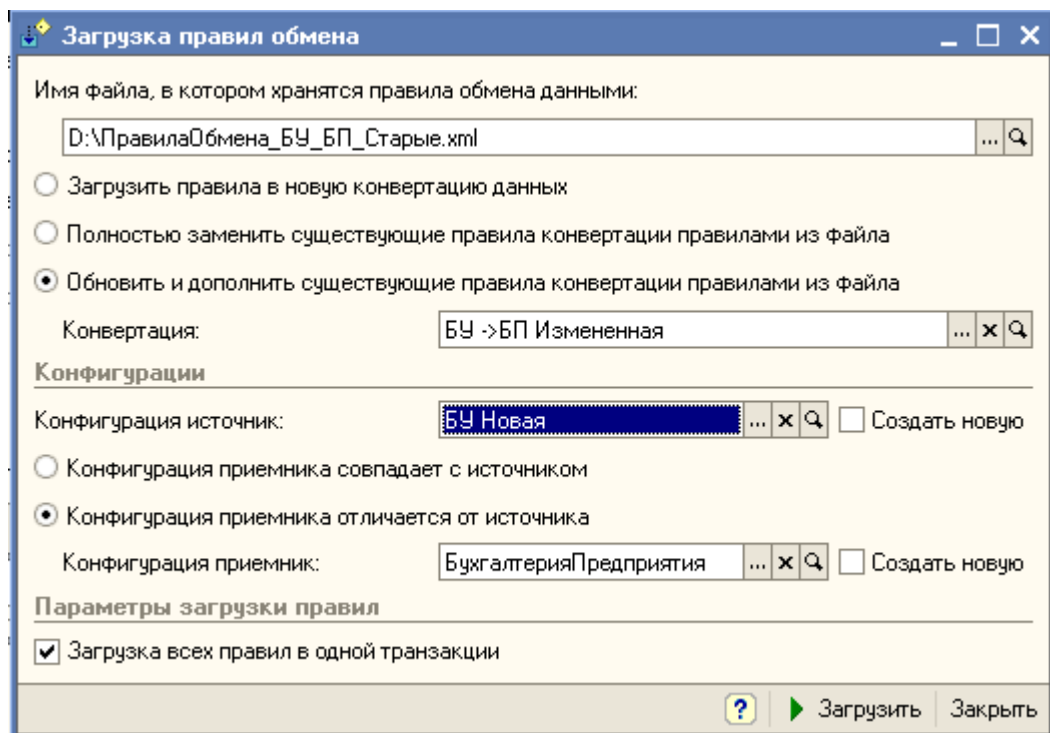 Загрузка правил обмена
Имя файла, в котором хранятся правила обмена данными:
D:\ПравилаОбмена_БУ_БП_Старые.xml
Загрузить правила в новую конвертацию данных
Полностью заменить существующие правила конвертации правилами из файла
Обновить и дополнить существующие правила конвертации правилами из файла
Конвертация: БУ ->БП Измененная
Конфигурации
Конфигурация источник: БУ Новая Создать новую
Конфигурация приемника совпадает с источником
Конфигурация приемника отличается от источника
Конфигурация приемник: БухгалтерияПредприятия Создать новую
Параметры загрузки правил
Загрузка всех правил в одной транзакции
? Загрузить Закрыть